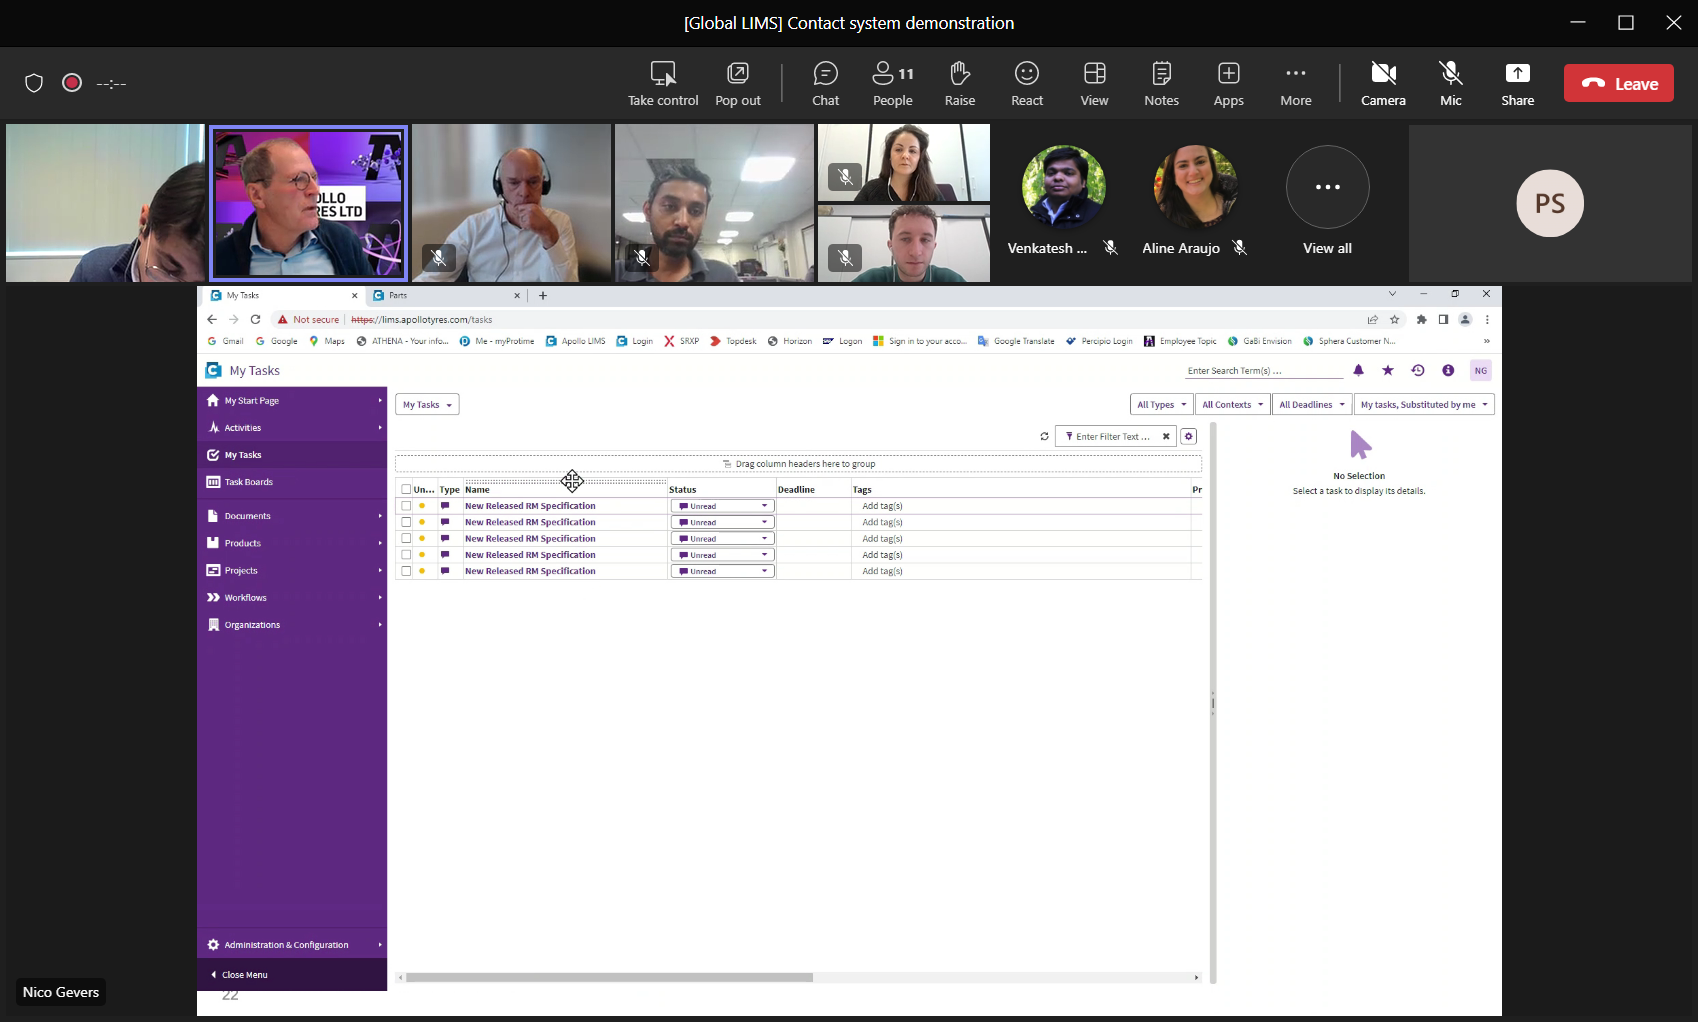 [Global LIMS] Contact system demonstration
--:--
Take control
Pop out
Chat
11
People
Raise
React
View
Notes
Apps
More
Camera
Mic
Share
Leave
OLLO
RES LTD
Venkatesh ...
Aline Araujo
View all
PS
My Tasks
Parts
Not secure
https://lims.apollotyres.com/tasks
Gmail
Google
Maps
ATHENA - Your info...
Me - myProtime
Apollo LIMS
Login
SRXP
Topdesk
Horizon
Logon
Sign in to your acco...
Google Translate
Percipio Login
Employee Topic
GaBi Envision
Sphera Customer N...
»
My Tasks
Enter Search Term(s) ...
NG
My Start Page
Activities
My Tasks
Task Boards
Documents
Products
Projects
Workflows
Organizations
Administration & Configuration
Close Menu
My Tasks
All Types
All Contexts
All Deadlines
My tasks, Substituted by me
Enter Filter Text ...
Drag column headers here to group
Un... Type Name Status Deadline Tags Pr
New Released RM Specification Unread Add tag(s)
New Released RM Specification Unread Add tag(s)
New Released RM Specification Unread Add tag(s)
New Released RM Specification Unread Add tag(s)
New Released RM Specification Unread Add tag(s)
No Selection
Select a task to display its details.
Nico Gevers
22